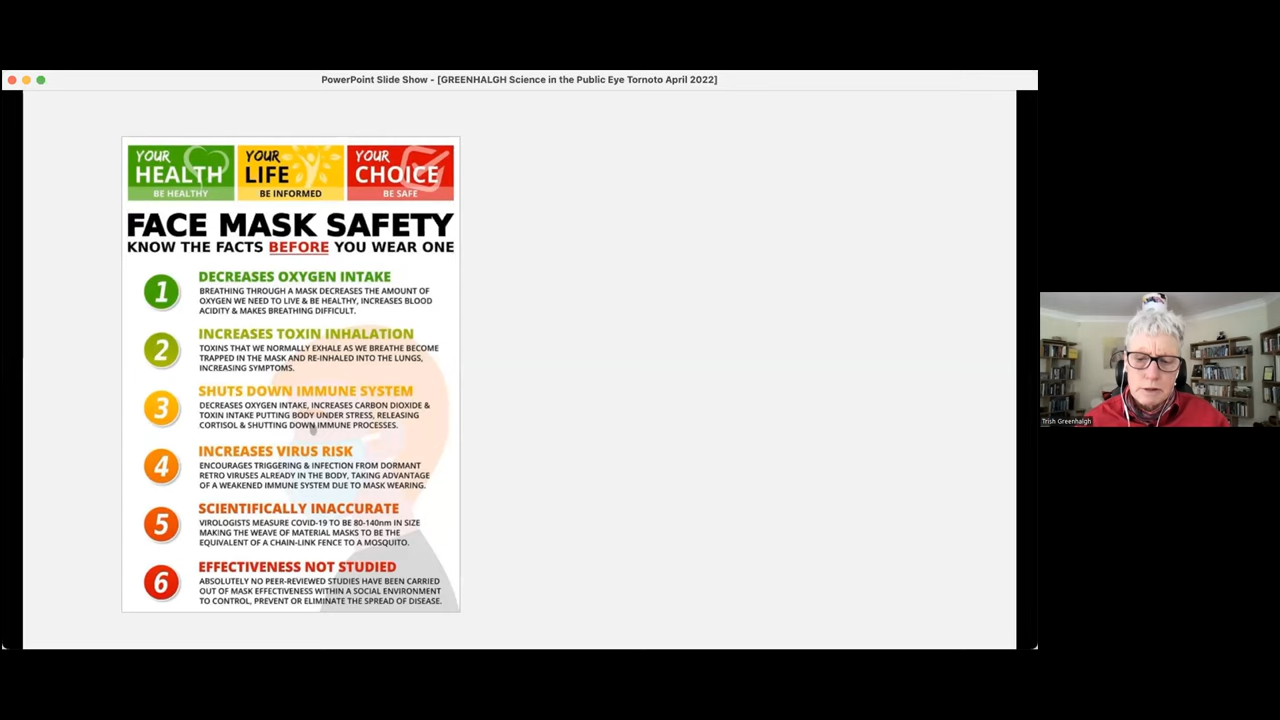 PowerPoint Slide Show - [GREENHALGH Science in the Public Eye Tornoto April 2022]
YOUR
HEALTH
BE HEALTHY
YOUR
LIFE
BE INFORMED
YOUR
CHOICE
BE SAFE
FACE MASK SAFETY
KNOW THE FACTS BEFORE YOU WEAR ONE
1
DECREASES OXYGEN INTAKE
BREATHING THROUGH A MASK DECREASES THE AMOUNT OF
OXYGEN WE NEED TO LIVE & BE HEALTHY, INCREASES BLOOD
ACIDITY & MAKES BREATHING DIFFICULT.
2
INCREASES TOXIN INHALATION
TOXINS THAT WE NORMALLY EXHALE AS WE BREATHE BECOME
TRAPPED IN THE MASK AND RE-INHALED INTO THE LUNGS,
INCREASING SYMPTOMS.
3
SHUTS DOWN IMMUNE SYSTEM
DECREASES OXYGEN INTAKE, INCREASES CARBON DIOXIDE &
TOXIN INTAKE PUTTING BODY UNDER STRESS, RELEASING
CORTISOL & SHUTTING DOWN IMMUNE PROCESSES.
4
INCREASES VIRUS RISK
ENCOURAGES TRIGGERING & INFECTION FROM DORMANT
RETRO VIRUSES ALREADY IN THE BODY, TAKING ADVANTAGE
OF A WEAKENED IMMUNE SYSTEM DUE TO MASK WEARING.
5
SCIENTIFICALLY INACCURATE
VIROLOGISTS MEASURE COVID-19 TO BE 80-140nm IN SIZE
MAKING THE WEAVE OF MATERIAL MASKS TO BE THE
EQUIVALENT OF A CHAIN-LINK FENCE TO A MOSQUITO.
6
EFFECTIVENESS NOT STUDIED
ABSOLUTELY NO PEER-REVIEWED STUDIES HAVE BEEN CARRIED
OUT OF MASK EFFECTIVENESS WITHIN A SOCIAL ENVIRONMENT
TO CONTROL, PREVENT OR ELIMINATE THE SPREAD OF DISEASE.
Trish Greenhalgh